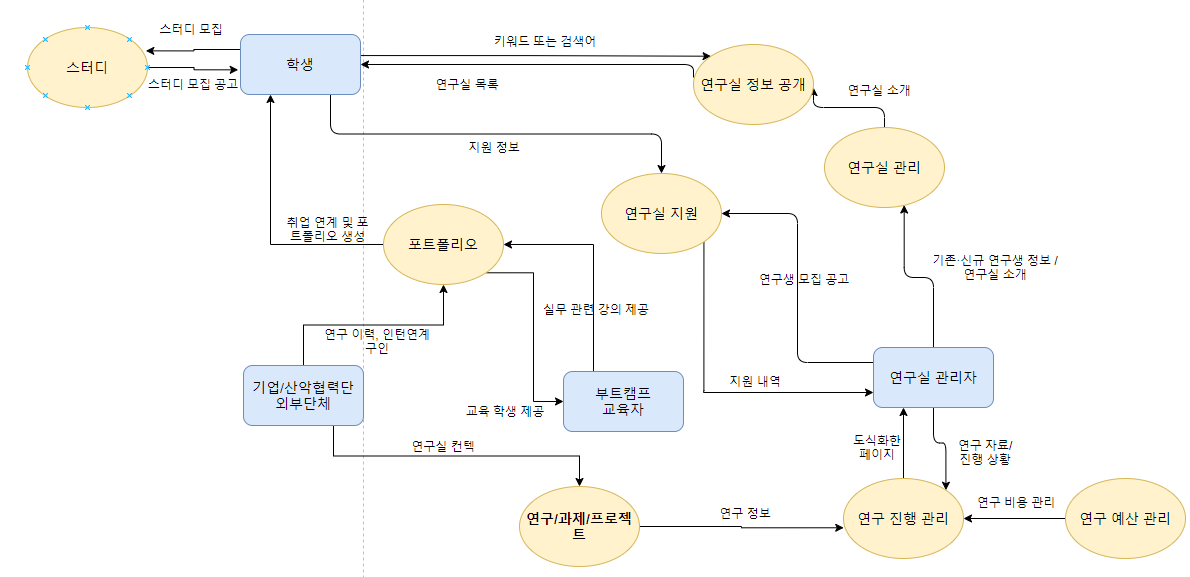 스터디 모집
스터디
스터디 모집 공고
학생
키워드 또는 검색어
연구실 목록
연구실 정보 공개
연구실 소개
연구실 관리
지원 정보
연구실 지원
취업 연계 및 포
트폴리오 생성
포트폴리오
연구생 모집 공고
기존·신규 연구생 정보 /
연구실 소개
실무 관련 강의 제공
연구 이력, 인턴연계
구인
기업/산악협력단
외부단체
부트캠프
교육자
교육 학생 제공
지원 내역
연구실 관리자
연구실 컨텍
도식화한
페이지
연구 자료/
진행 상황
연구/과제/프로젝
트
연구 정보
연구 진행 관리
연구 비용 관리
연구 예산 관리